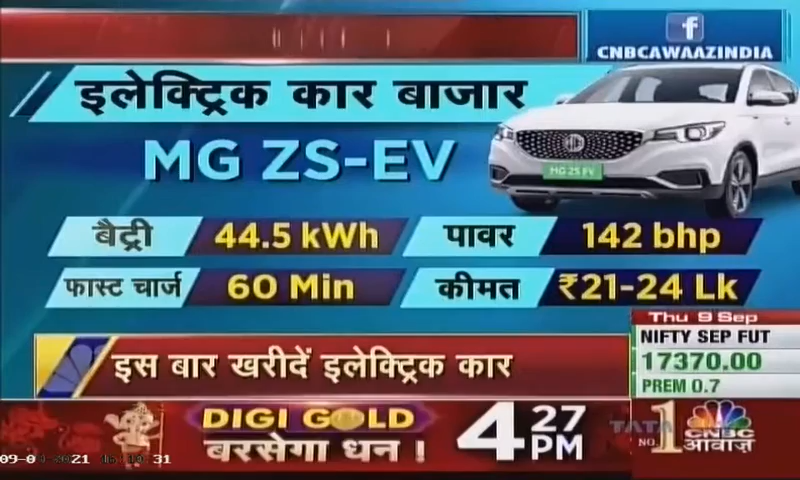 CNBCAWAAZINDIA
इलेक्ट्रिक कार बाजार
MG ZS-EV
MG ZS EV
बैट्री 44.5 kWh पावर 142 bhp
फास्ट चार्ज 60 Min कीमत ₹21-24 Lk
Thu 9 Sep
NIFTY SEP FUT
17370.00
PREM 0.7
इस बार खरीदें इलेक्ट्रिक कार
DIGI GOLD
बरसेगा धन !
4 27 PM
TATA
NO. 1 CNBC
आवाज़